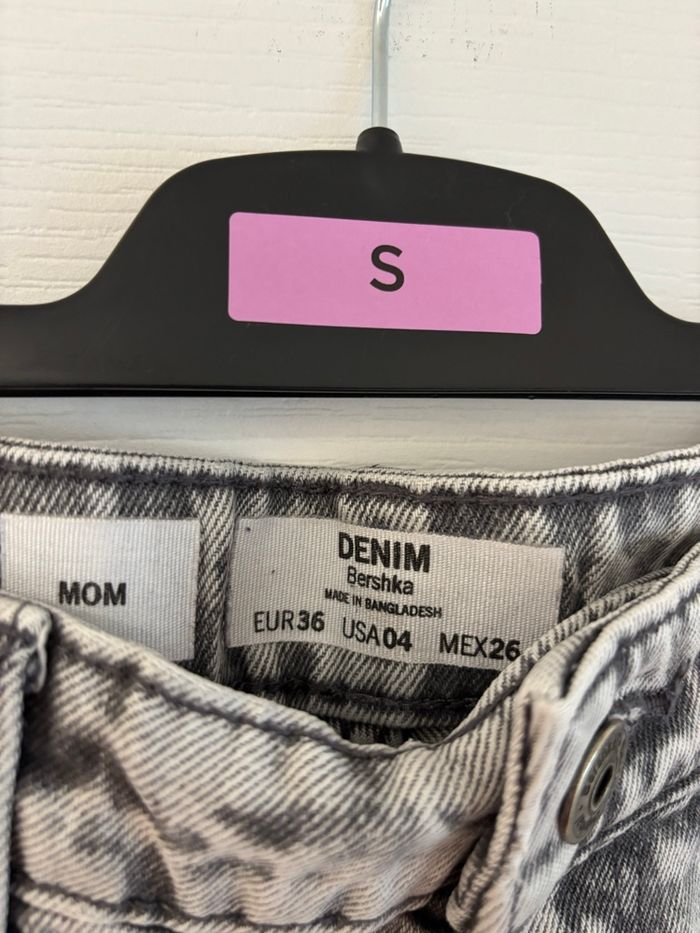 S
MOM
DENIM
Bershka
MADE IN BANGLADESH
EUR36 USA04 MEX26